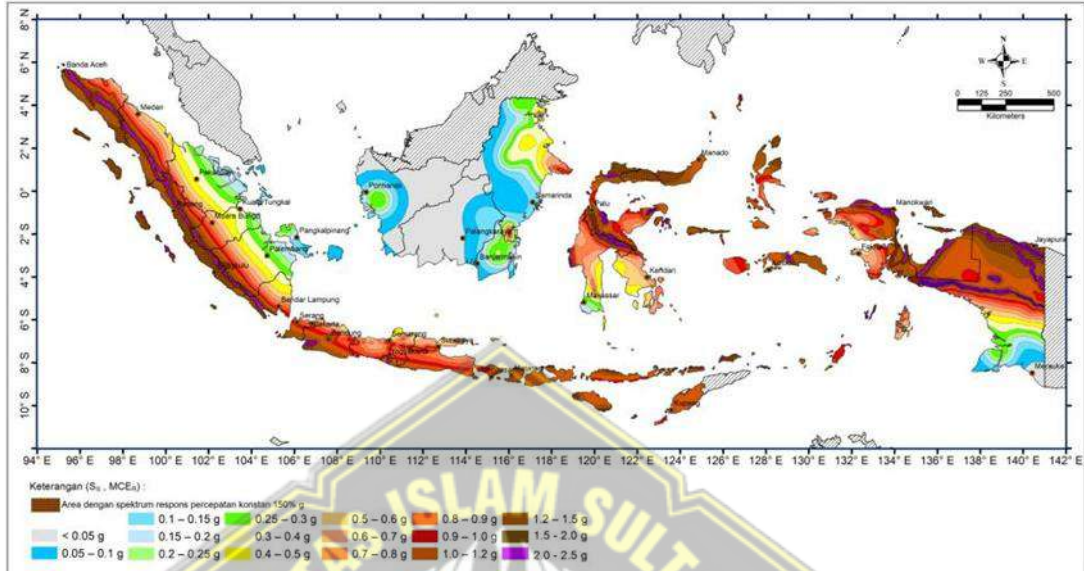 8° N
6° N
4° N
2° N
0°
2° S
4° S
6° S
8° S
10° S
94° E 96° E 98° E 100° E 102° E 104° E 106° E 108° E 110° E 112° E 114° E 116° E 118° E 120° E 122° E 124° E 126° E 128° E 130° E 132° E 134° E 136° E 138° E 140° E 142° E
N
W E
S
0 125 250 500
Kilometers
Banda Aceh
Medan
Manado
Pontianak
Samarinda
Palu
Manokwari
Kuala Tungkal
Muara Bungo
Pangkalpinang
Palembang
Palangkaraya
Banjarmasin
Jayapura
Kendari
Makassar
Bandar Lampung
Serang
Bandung
Semarang
Surabaya
Kupang
Merauke
Keterangan (Ss , MCER) :
Area dengan spektrum respons percepatan konstan 150% g
< 0.05 g
0.05 – 0.1 g
0.1 – 0.15 g
0.15 – 0.2 g
0.2 – 0.25 g
0.25 – 0.3 g
0.3 – 0.4 g
0.4 – 0.5 g
0.5 – 0.6 g
0.6 – 0.7 g
0.7 – 0.8 g
0.8 – 0.9 g
0.9 – 1.0 g
1.0 – 1.2 g
1.2 – 1.5 g
1.5 - 2.0 g
2.0 - 2.5 g
ISLAM SULT